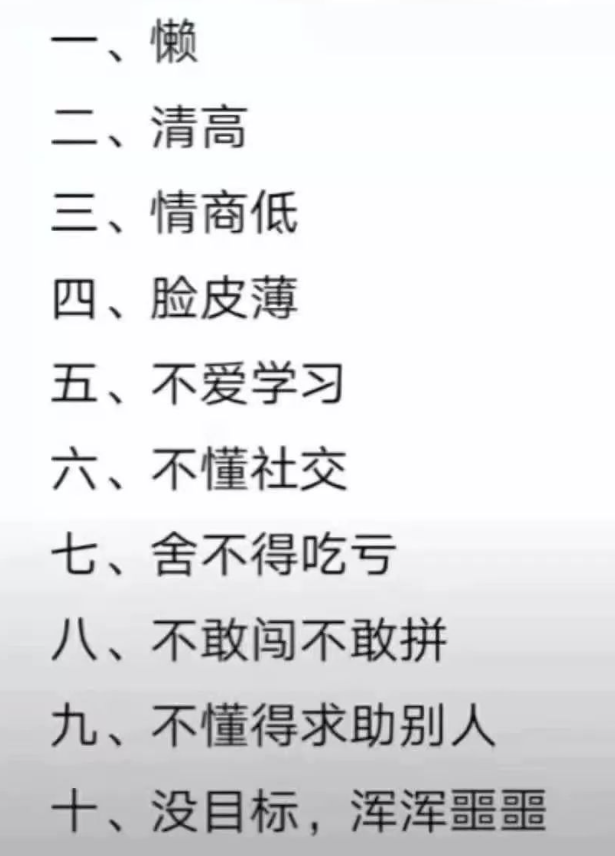 一、懒
二、清高
三、情商低
四、脸皮薄
五、不爱学习
六、不懂社交
七、舍不得吃亏
八、不敢闯不敢拼
九、不懂得求助别人
十、没目标，浑浑噩噩